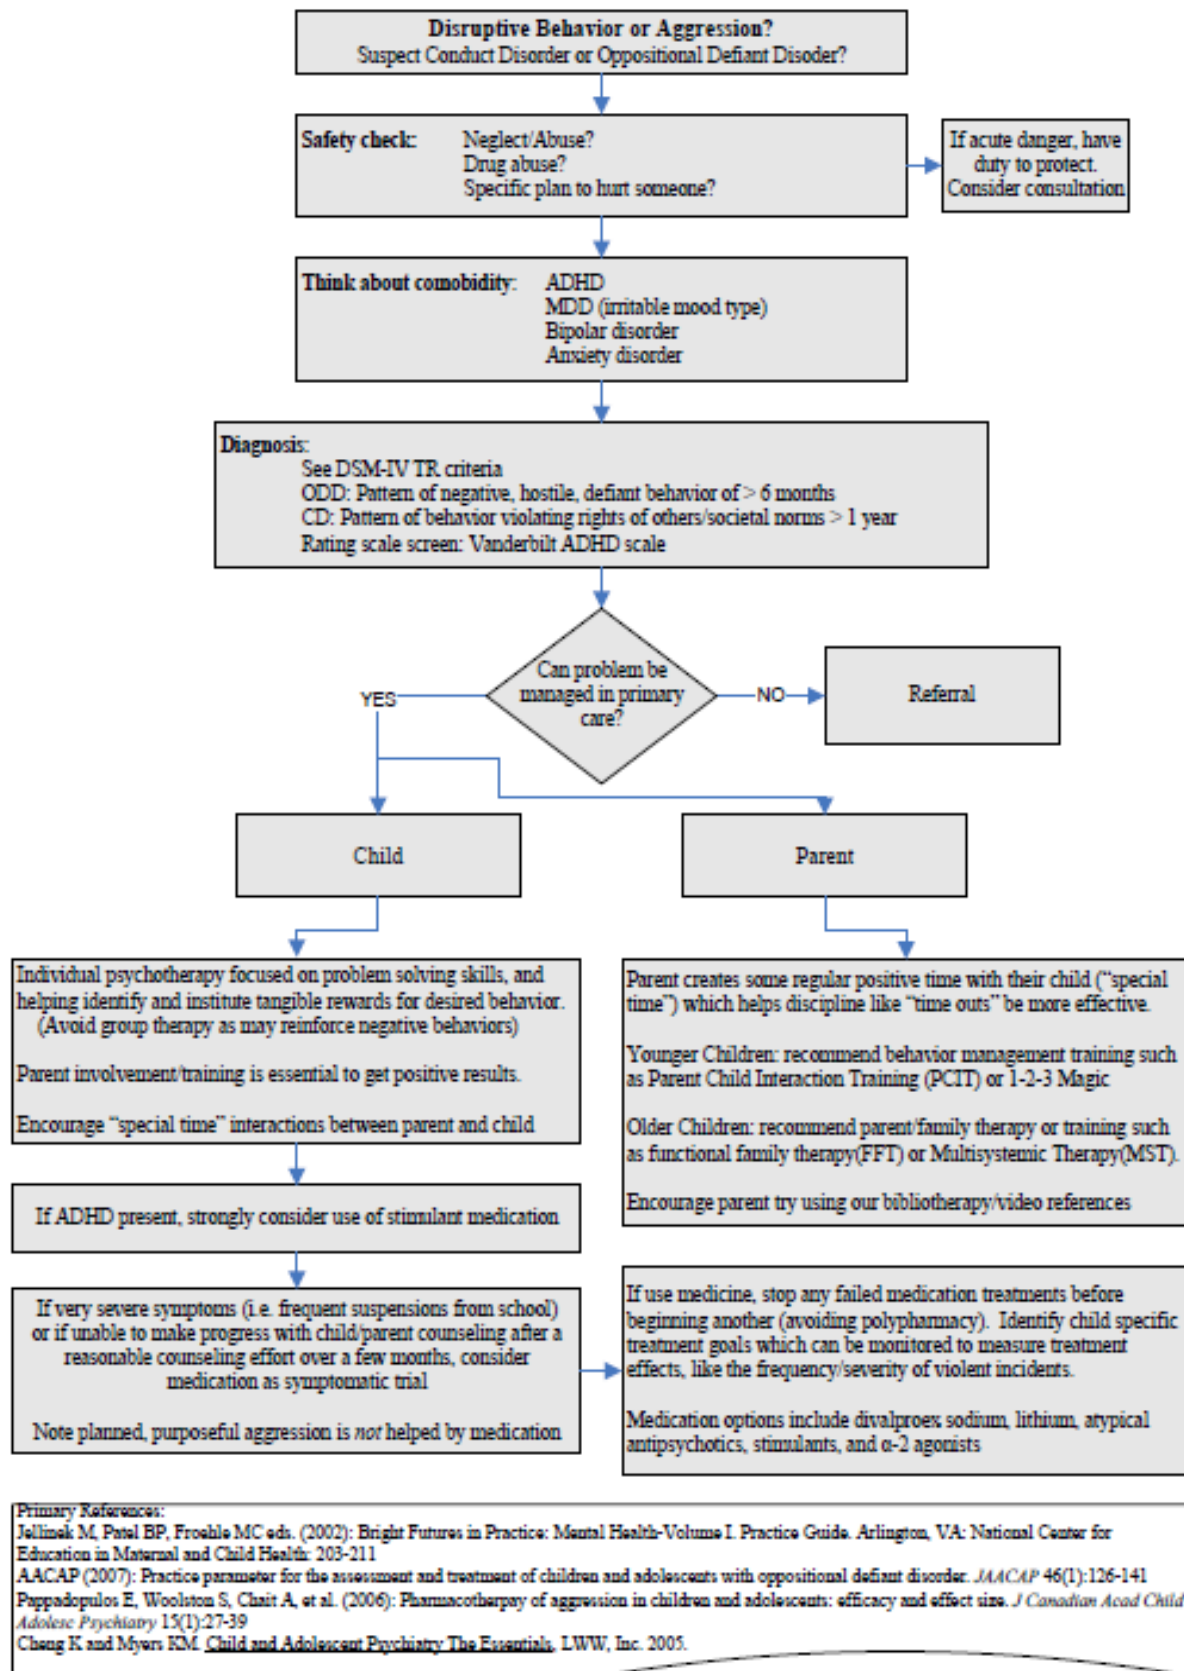 Disruptive Behavior or Aggression?
Suspect Conduct Disorder or Oppositional Defiant Disoder?
Safety check: Neglect/Abuse?
Drug abuse?
Specific plan to hurt someone?
If acute danger, have
duty to protect.
Consider consultation
Think about comobidity: ADHD
MDD (irritable mood type)
Bipolar disorder
Anxiety disorder
Diagnosis:
See DSM-IV TR criteria
ODD: Pattern of negative, hostile, defiant behavior of > 6 months
CD: Pattern of behavior violating rights of others/societal norms > 1 year
Rating scale screen: Vanderbilt ADHD scale
Can problem be
managed in primary
care?
YES
NO
Referral
Child
Parent
Individual psychotherapy focused on problem solving skills, and
helping identify and institute tangible rewards for desired behavior.
(Avoid group therapy as may reinforce negative behaviors)
Parent involvement/training is essential to get positive results.
Encourage “special time” interactions between parent and child
Parent creates some regular positive time with their child (“special
time”) which helps discipline like “time outs” be more effective.
Younger Children: recommend behavior management training such
as Parent Child Interaction Training (PCIT) or 1-2-3 Magic
Older Children: recommend parent/family therapy or training such
as functional family therapy(FFT) or Multisystemic Therapy(MST).
Encourage parent try using our bibliotherapy/video references
If ADHD present, strongly consider use of stimulant medication
If very severe symptoms (i.e. frequent suspensions from school)
or if unable to make progress with child/parent counseling after a
reasonable counseling effort over a few months, consider
medication as symptomatic trial
Note planned, purposeful aggression is not helped by medication
If use medicine, stop any failed medication treatments before
beginning another (avoiding polypharmacy). Identify child specific
treatment goals which can be monitored to measure treatment
effects, like the frequency/severity of violent incidents.
Medication options include divalproex sodium, lithium, atypical
antipsychotics, stimulants, and α-2 agonists
Primary References:
Jellinek M, Patel BP, Froehle MC eds. (2002): Bright Futures in Practice: Mental Health-Volume I. Practice Guide. Arlington, VA: National Center for
Education in Maternal and Child Health: 203-211
AACAP (2007): Practice parameter for the assessment and treatment of children and adolescents with oppositional defiant disorder. JAACAP 46(1):126-141
Pappadopulos E, Woolston S, Chait A, et al. (2006): Pharmacotherpay of aggression in children and adolescents: efficacy and effect size. J Canadian Acad Child
Adolesc Psychiatry 15(1):27-39
Cheng K and Myers KM. Child and Adolescent Psychiatry The Essentials. LWW, Inc. 2005.